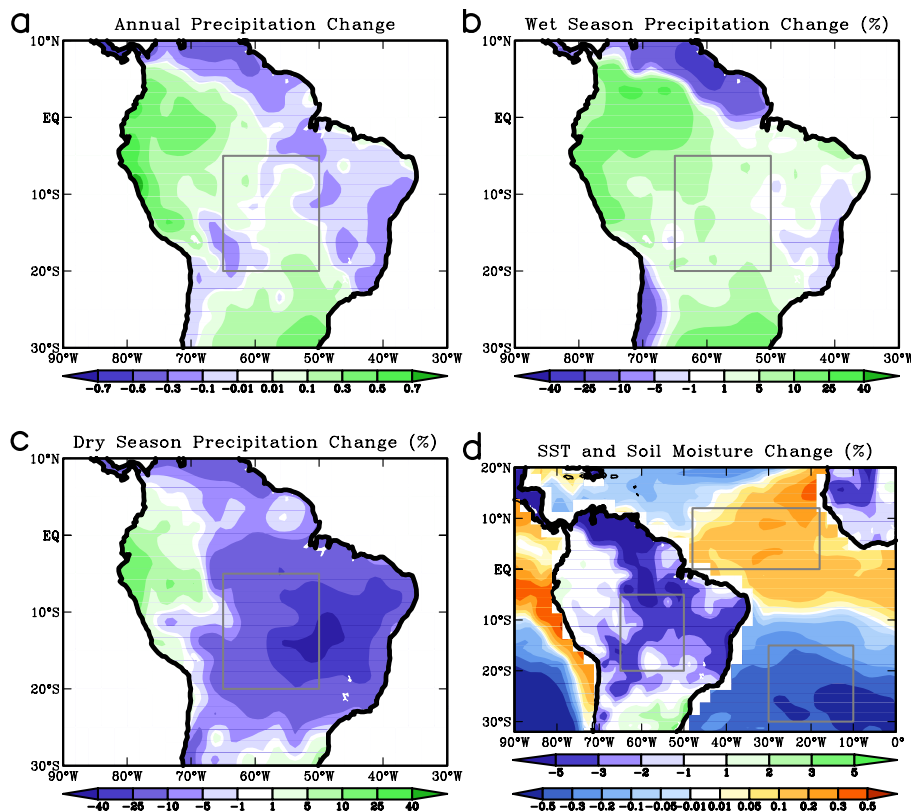 a Annual Precipitation Change
10°N
EQ
10°S
20°S
30°S
90°W 80°W 70°W 60°W 50°W 40°W 30°W
-0.7 -0.5 -0.3 -0.1 -0.01 0.01 0.1 0.3 0.5 0.7
b Wet Season Precipitation Change (%)
10°N
EQ
10°S
20°S
30°S
90°W 80°W 70°W 60°W 50°W 40°W 30°W
-40 -25 -10 -5 -1 1 5 10 25 40
c Dry Season Precipitation Change (%)
10°N
EQ
10°S
20°S
30°S
90°W 80°W 70°W 60°W 50°W 40°W 30°W
-40 -25 -10 -5 -1 1 5 10 25 40
d SST and Soil Moisture Change (%)
20°N
10°N
EQ
10°S
20°S
30°S
90°W 80°W 70°W 60°W 50°W 40°W 30°W 20°W 10°W 0°
-5 -3 -2 -1 1 2 3 5
-0.5 -0.3 -0.2 -0.1 -0.05 -0.01 0.01 0.05 0.1 0.2 0.3 0.5